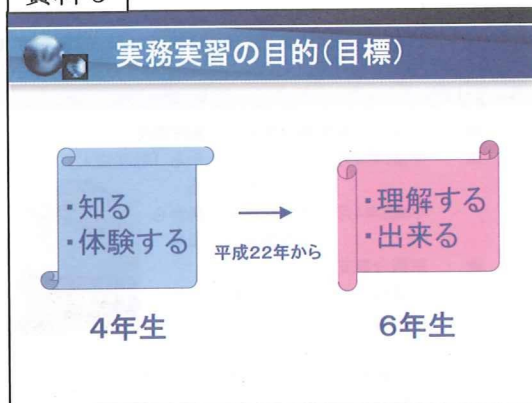 実務実習の目的(目標)
・知る
・体験する
平成22年から
・理解する
・出来る
4年生
6年生